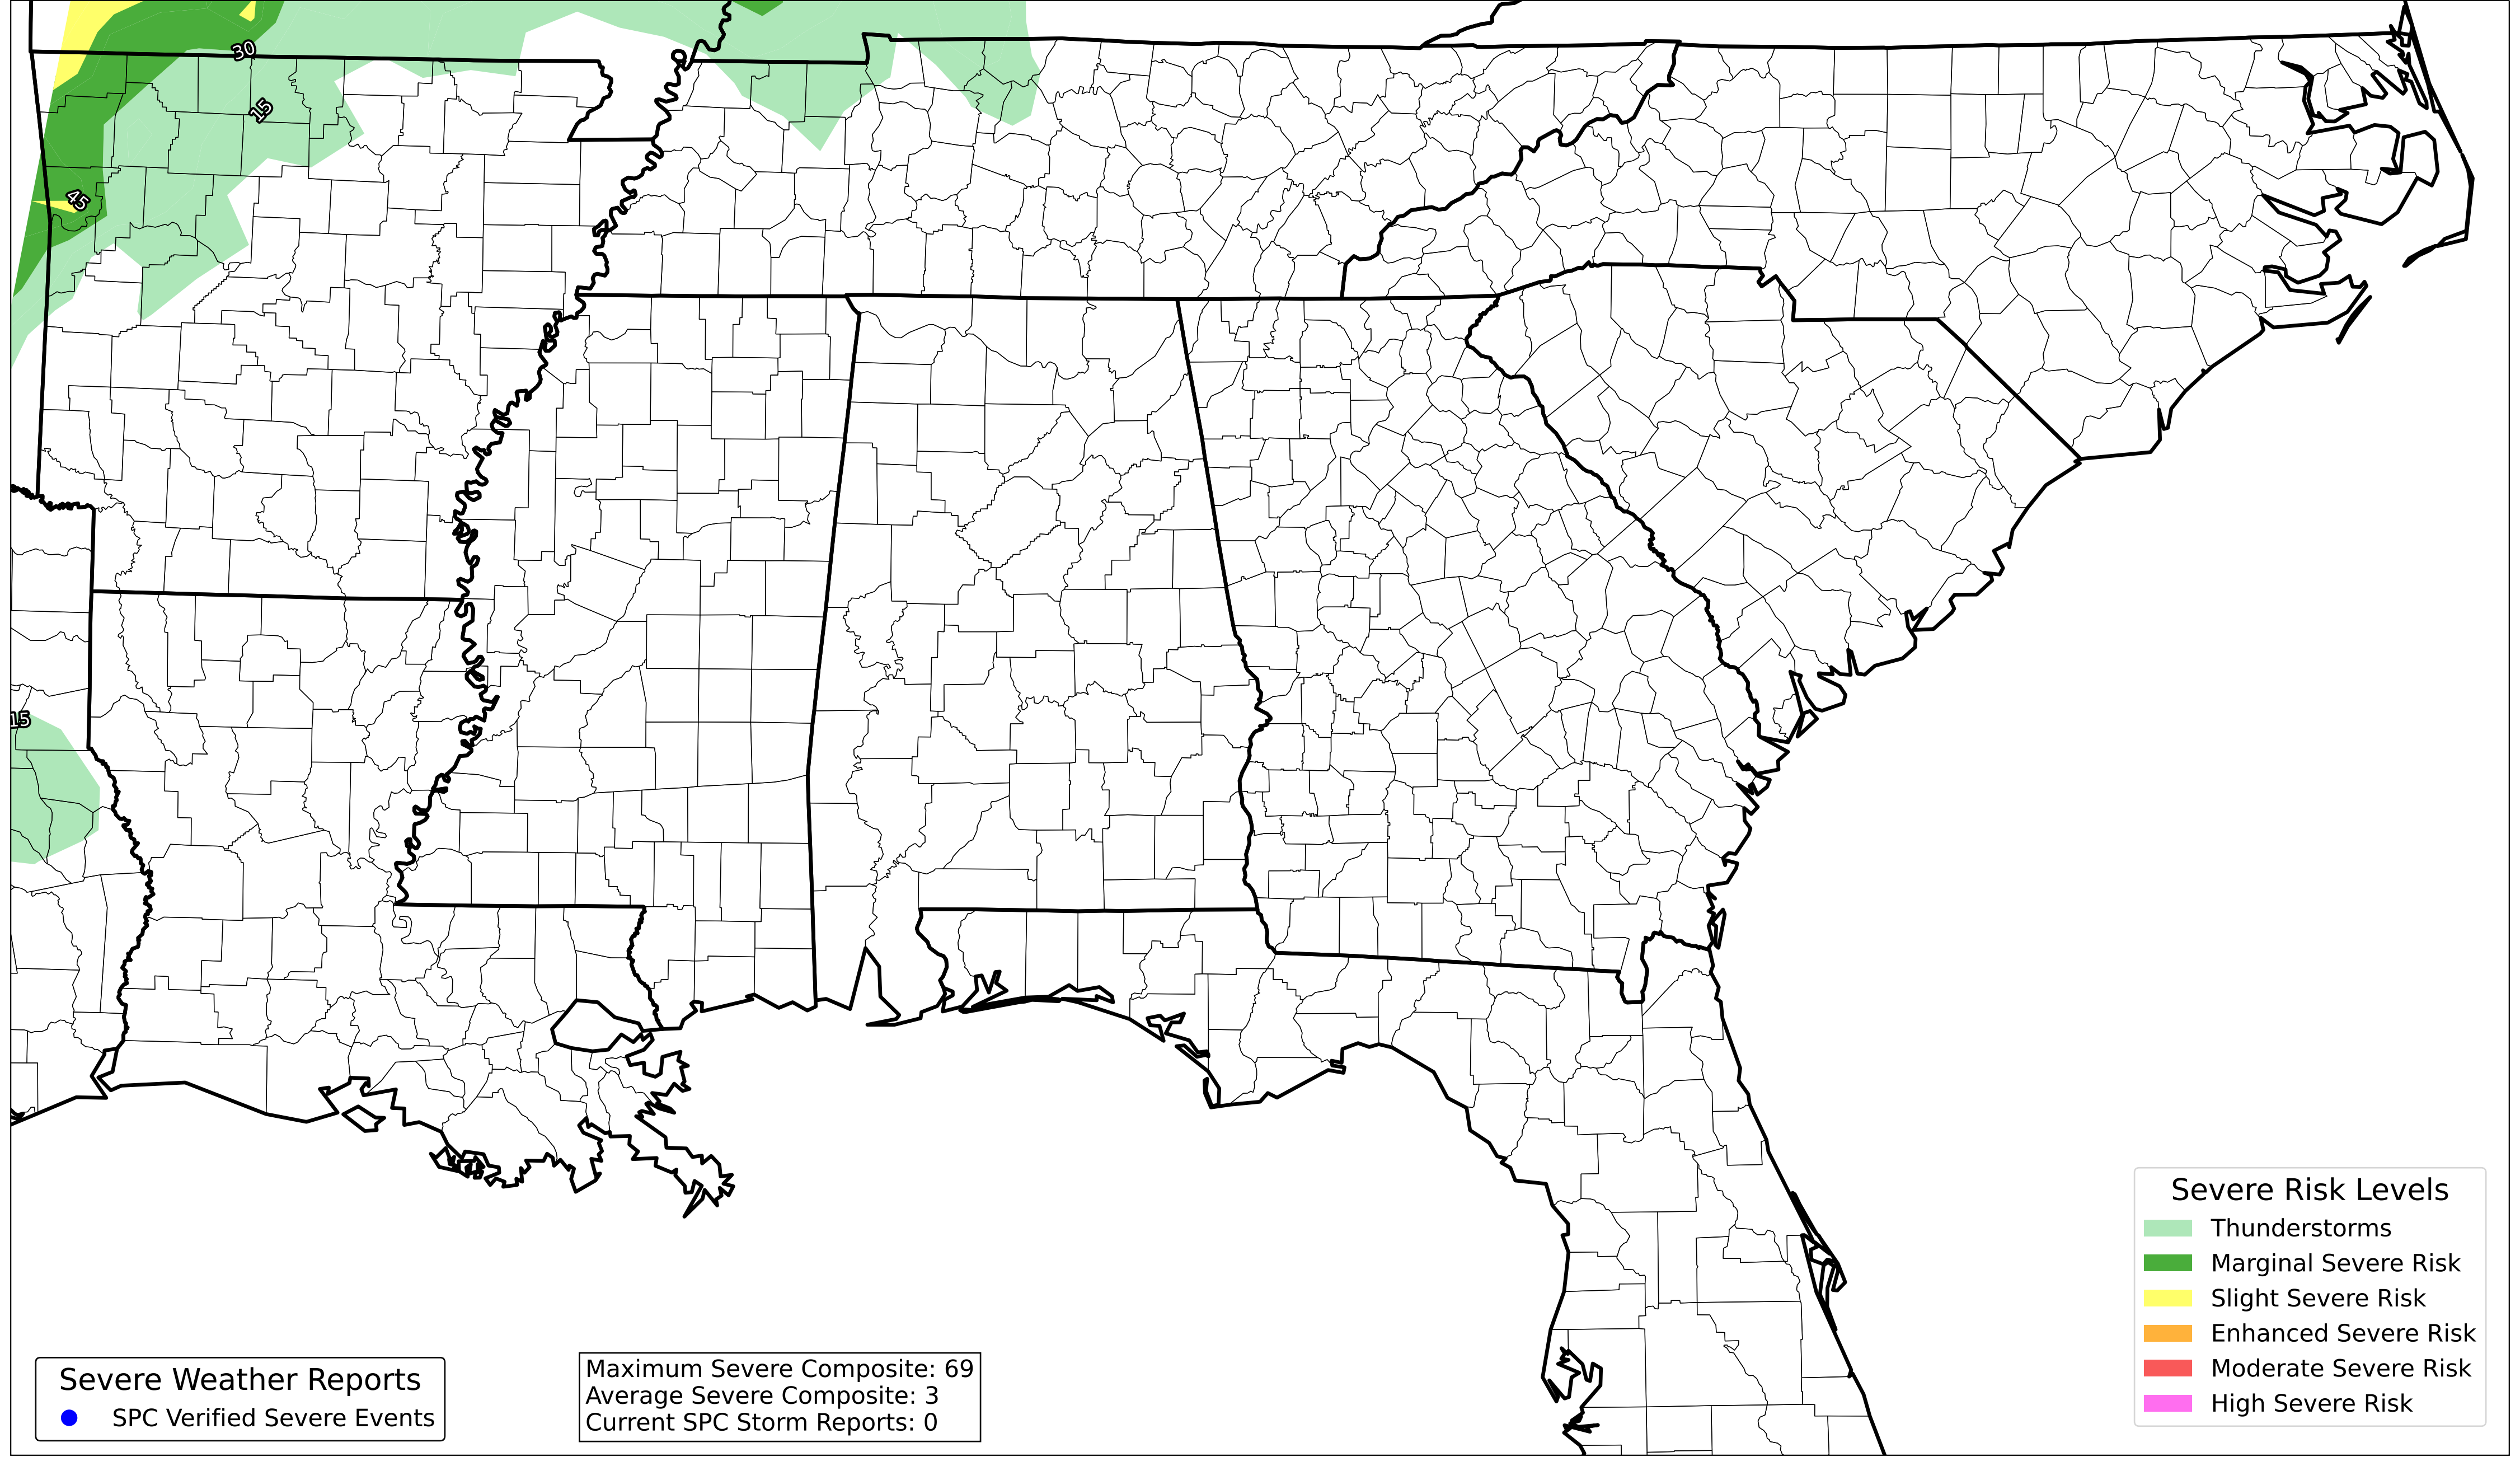 30
15
45
15
Severe Risk Levels
Thunderstorms
Marginal Severe Risk
Slight Severe Risk
Enhanced Severe Risk
Moderate Severe Risk
High Severe Risk
Severe Weather Reports
SPC Verified Severe Events
Maximum Severe Composite: 69
Average Severe Composite: 3
Current SPC Storm Reports: 0